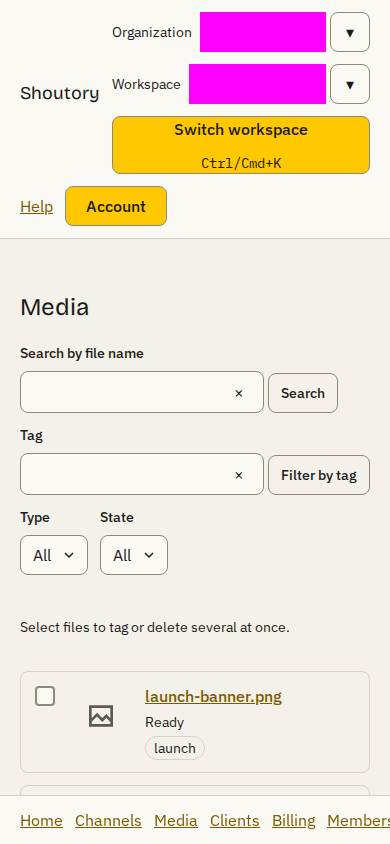 Organization
▾
Shoutory
Workspace
▾
Switch workspace
Ctrl/Cmd+K
Help
Account
Media
Search by file name
×
Search
Tag
×
Filter by tag
Type
State
All
All
Select files to tag or delete several at once.
launch-banner.png
Ready
launch
Home Channels Media Clients Billing Members